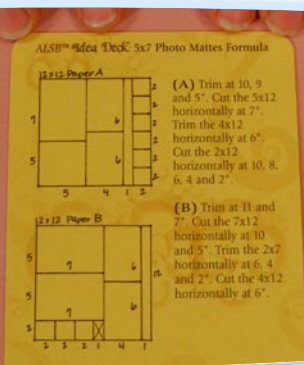 ALSB™ Idea Deck: 5x7 Photo Mattes Formula
12x12 Paper A
7
5
6
6
2
2
2
2
2
2
5 4 1 2
(A) Trim at 10, 9
and 5". Cut the 5x12
horizontally at 7".
Trim the 4x12
horizontally at 6".
Cut the 2x12
horizontally at 10, 8,
6, 4 and 2".
12x12 Paper B
5
5
2
7
7
6
6
12
2 2 2 1 4 1
(B) Trim at 11 and
7". Cut the 7x12
horizontally at 10
and 5". Trim the 2x7
horizontally at 6, 4
and 2". Cut the 4x12
horizontally at 6".